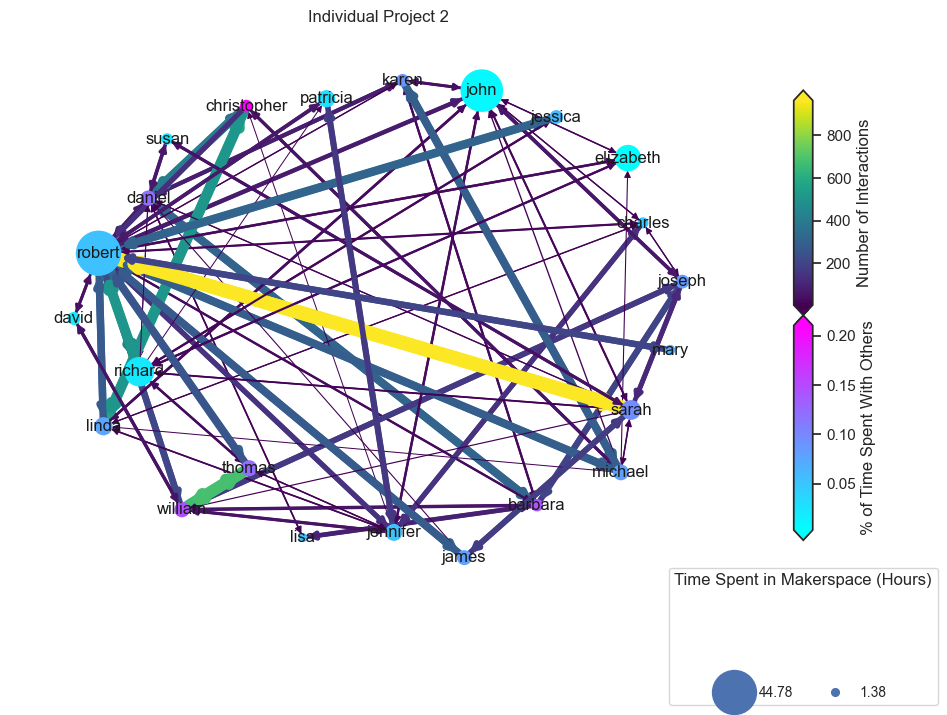 Individual Project 2
karen
john
patricia
christopher
jessica
susan
elizabeth
daniel
charles
robert
joseph
david
mary
richard
sarah
linda
thomas
michael
william
barbara
lisa
jennifer
james
800
600
400
200
Number of Interactions
0.20
0.15
0.10
0.05
% of Time Spent With Others
Time Spent in Makerspace (Hours)
44.78
1.38